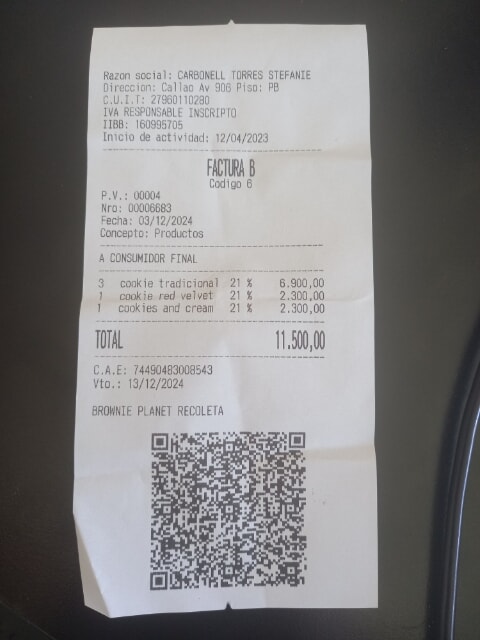 Razon social: CARBONELL TORRES STEFANIE
Direccion: Callao Av 906 Piso: PB
C.U.I.T: 27960110280
IVA RESPONSABLE INSCRIPTO
IIBB: 160995705
Inicio de actividad: 12/04/2023
FACTURA B
Codigo 6
P.V.: 00004
Nro: 00006683
Fecha: 03/12/2024
Concepto: Productos
A CONSUMIDOR FINAL
3 cookie tradicional 21 % 6.900,00
1 cookie red velvet 21 % 2.300,00
1 cookies and cream 21 % 2.300,00
TOTAL 11.500,00
C.A.E: 74490483008543
Vto.: 13/12/2024
BROWNIE PLANET RECOLETA